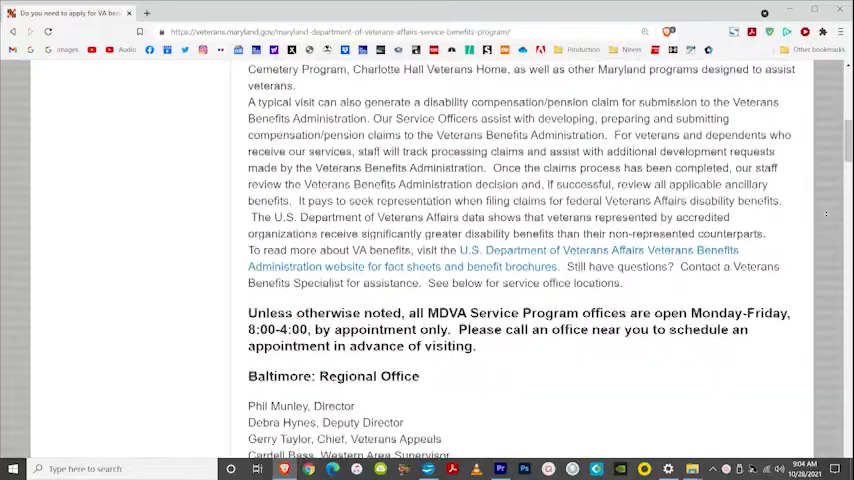 Do you need to apply for VA ben
https://veterans.maryland.gov/maryland-department-of-veterans-affairs-service-benefits-program/
images
Audio
Production
Niners
Other bookmarks
Cemetery Program, Charlotte Hall Veterans Home, as well as other Maryland programs designed to assist
veterans.
A typical visit can also generate a disability compensation/pension claim for submission to the Veterans
Benefits Administration. Our Service Officers assist with developing, preparing and submitting
compensation/pension claims to the Veterans Benefits Administration. For veterans and dependents who
receive our services, staff will track processing claims and assist with additional development requests
made by the Veterans Benefits Administration. Once the claims process has been completed, our staff
review the Veterans Benefits Administration decision and, if successful, review all applicable ancillary
benefits. It pays to seek representation when filing claims for federal Veterans Affairs disability benefits.
The U.S. Department of Veterans Affairs data shows that veterans represented by accredited
organizations receive significantly greater disability benefits than their non-represented counterparts.
To read more about VA benefits, visit the U.S. Department of Veterans Affairs Veterans Benefits
Administration website for fact sheets and benefit brochures. Still have questions? Contact a Veterans
Benefits Specialist for assistance. See below for service office locations.
Unless otherwise noted, all MDVA Service Program offices are open Monday-Friday,
8:00-4:00, by appointment only. Please call an office near you to schedule an
appointment in advance of visiting.
Baltimore: Regional Office
Phil Munley, Director
Debra Hynes, Deputy Director
Gerry Taylor, Chief, Veterans Appeals
Cardell Bass, Western Area Supervisor
Type here to search
9:04 AM
10/28/2021